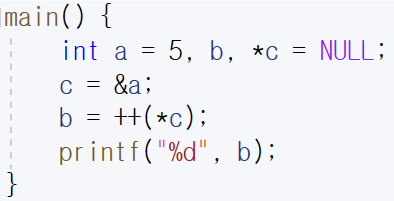 main() {
int a = 5, b, *c = NULL;
c = &a;
b = ++(*c);
printf("%d", b);
}